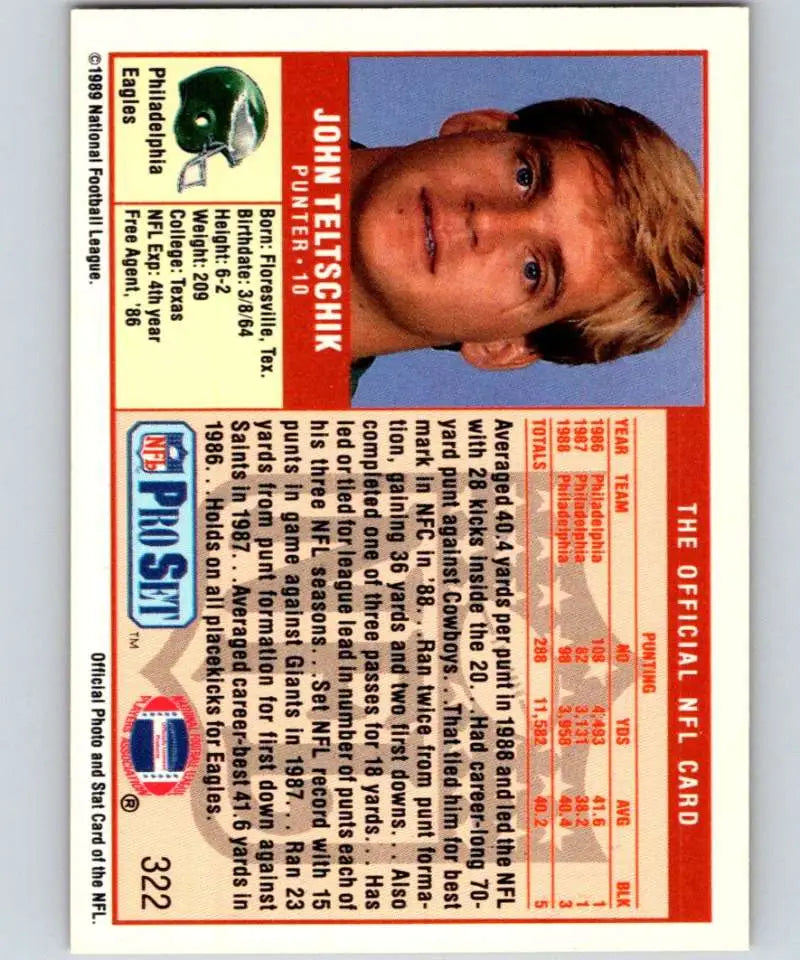 THE OFFICIAL NFL CARD
JOHN TELTSCHIK
PUNTER • 10
Philadelphia
Eagles
Born: Floresville, Tex.
Birthdate: 3/8/64
Height: 6-2
Weight: 209
College: Texas
NFL Exp: 4th year
Free Agent, '86
PUNTING
YEAR TEAM NO YDS AVG BLK
1986 Philadelphia 108 4,493 41.6 1
1987 Philadelphia 82 3,131 38.2 1
1988 Philadelphia 98 3,958 40.4 3
TOTALS 288 11,582 40.2 5
Averaged 40.4 yards per punt in 1988 and led the NFL
with 28 kicks inside the 20. . .Had career-long 70-
yard punt against Cowboys. . .That tied him for best
mark in NFC in '88. . . Ran twice from punt forma-
tion, gaining 36 yards and two first downs. . . Also
completed one of three passes for 18 yards. . . Has
led or tied for league lead in number of punts each of
his three NFL seasons. . .Set NFL record with 15
punts in game against Giants in 1987. . . Ran 23
yards from punt formation for first down against
Saints in 1987. . .Averaged career-best 41.6 yards in
1986. . .Holds on all placekicks for Eagles.
NFL PRO SET TM
NATIONAL FOOTBALL LEAGUE
PLAYERS ASSOCIATION
®
322
©1989 National Football League.
Official Photo and Stat Card of the NFL.